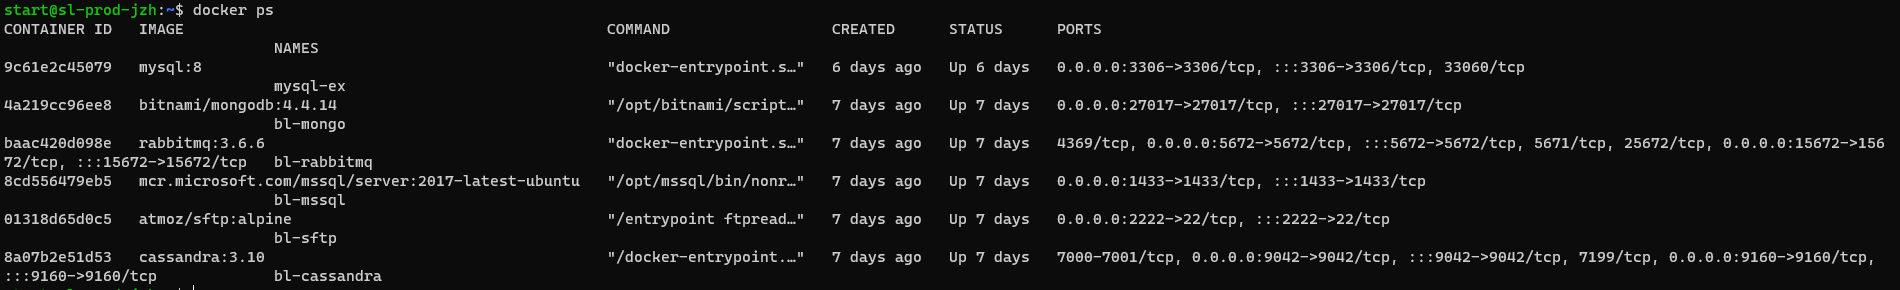 start@sl-prod-jzh:~$ docker ps
CONTAINER ID   IMAGE                                               COMMAND                  CREATED      STATUS      PORTS
                              NAMES
9c61e2c45079   mysql:8                                             "docker-entrypoint.s…"   6 days ago   Up 6 days   0.0.0.0:3306->3306/tcp, :::3306->3306/tcp, 33060/tcp
                              mysql-ex
4a219cc96ee8   bitnami/mongodb:4.4.14                              "/opt/bitnami/script…"   7 days ago   Up 7 days   0.0.0.0:27017->27017/tcp, :::27017->27017/tcp
                              bl-mongo
baac420d098e   rabbitmq:3.6.6                                      "docker-entrypoint.s…"   7 days ago   Up 7 days   4369/tcp, 0.0.0.0:5672->5672/tcp, :::5672->5672/tcp, 5671/tcp, 25672/tcp, 0.0.0.0:15672->156
72/tcp, :::15672->15672/tcp   bl-rabbitmq
8cd556479eb5   mcr.microsoft.com/mssql/server:2017-latest-ubuntu   "/opt/mssql/bin/nonr…"   7 days ago   Up 7 days   0.0.0.0:1433->1433/tcp, :::1433->1433/tcp
                              bl-mssql
01318d65d0c5   atmoz/sftp:alpine                                   "/entrypoint ftpread…"   7 days ago   Up 7 days   0.0.0.0:2222->22/tcp, :::2222->22/tcp
                              bl-sftp
8a07b2e51d53   cassandra:3.10                                      "/docker-entrypoint.…"   7 days ago   Up 7 days   7000-7001/tcp, 0.0.0.0:9042->9042/tcp, :::9042->9042/tcp, 7199/tcp, 0.0.0.0:9160->9160/tcp,
:::9160->9160/tcp             bl-cassandra